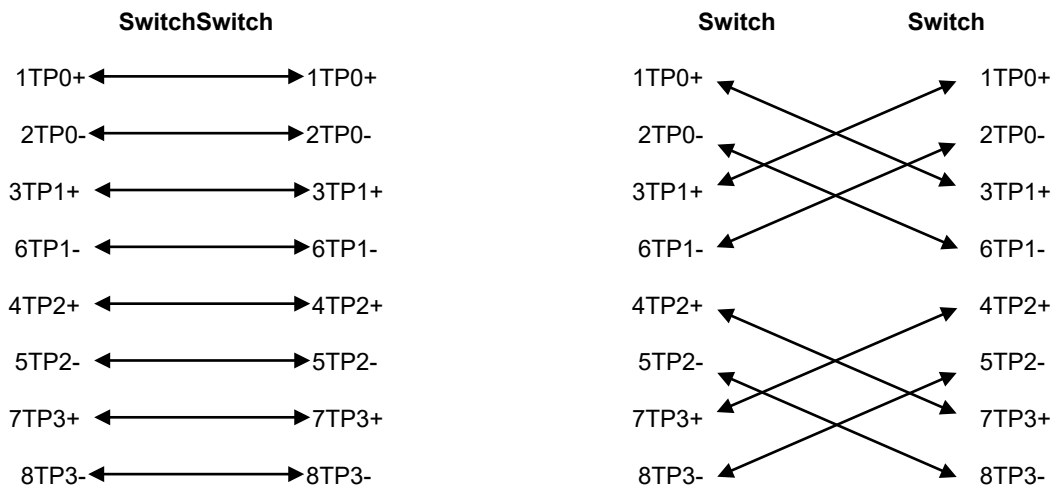 SwitchSwitch Switch Switch
1TP0+ 1TP0+ 1TP0+ 1TP0+
2TP0- 2TP0- 2TP0- 2TP0-
3TP1+ 3TP1+ 3TP1+ 3TP1+
6TP1- 6TP1- 6TP1- 6TP1-
4TP2+ 4TP2+ 4TP2+ 4TP2+
5TP2- 5TP2- 5TP2- 5TP2-
7TP3+ 7TP3+ 7TP3+ 7TP3+
8TP3- 8TP3- 8TP3- 8TP3-